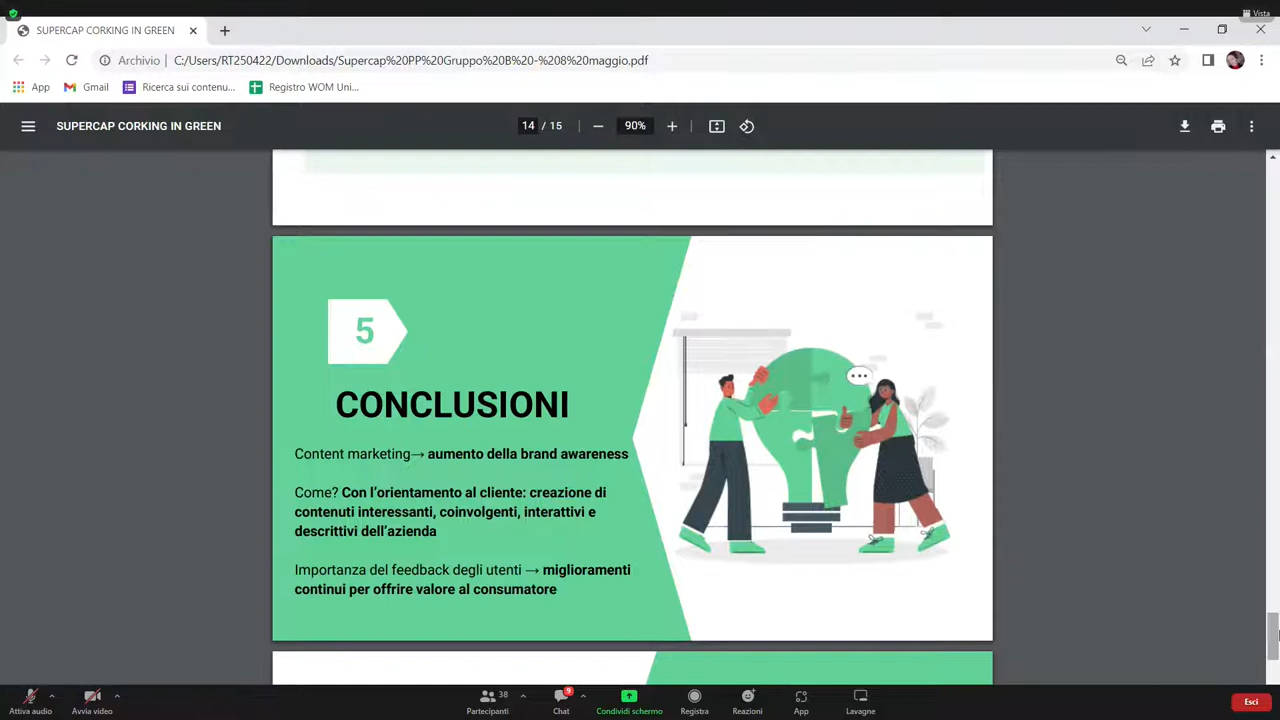 Vista
SUPERCAP CORKING IN GREEN
Archivio | C:/Users/RT250422/Downloads/Supercap%20PP%20Gruppo%20B%20-%208%20maggio.pdf
App Gmail Ricerca sui contenu... Registro WOM Uni...
SUPERCAP CORKING IN GREEN 14 / 15 90%
5
CONCLUSIONI
Content marketing→ aumento della brand awareness
Come? Con l’orientamento al cliente: creazione di
contenuti interessanti, coinvolgenti, interattivi e
descrittivi dell’azienda
Importanza del feedback degli utenti → miglioramenti
continui per offrire valore al consumatore
38 9
Attiva audio Avvia video Partecipanti Chat Condividi schermo Registra Reazioni App Lavagne Esci